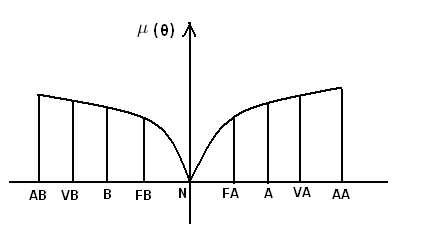 μ(θ)
AB VB B FB N FA A VA AA